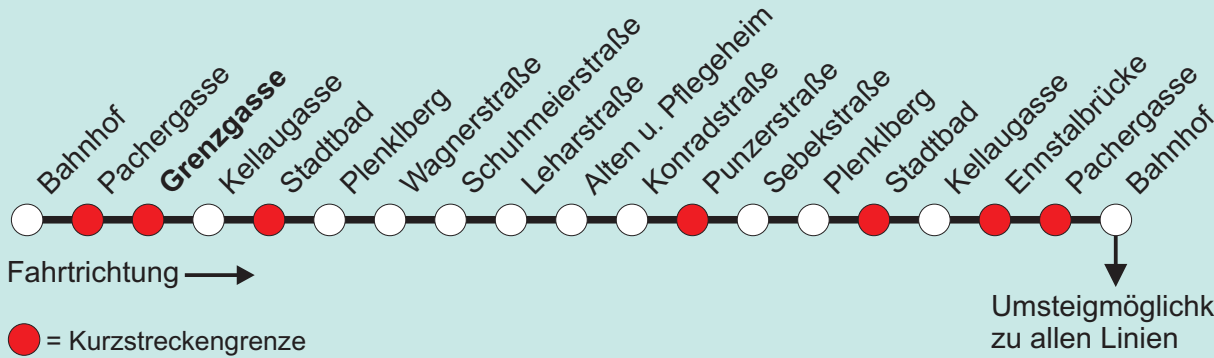 Bahnhof
Pachergasse
Grenzgasse
Kellaugasse
Stadtbad
Plenklberg
Wagnerstraße
Schuhmeierstraße
Leharstraße
Alten u. Pflegeheim
Konradstraße
Punzerstraße
Sebekstraße
Plenklberg
Stadtbad
Kellaugasse
Ennstalbrücke
Pachergasse
Bahnhof
Fahrtrichtung
Umsteigmöglichk
zu allen Linien
= Kurzstreckengrenze